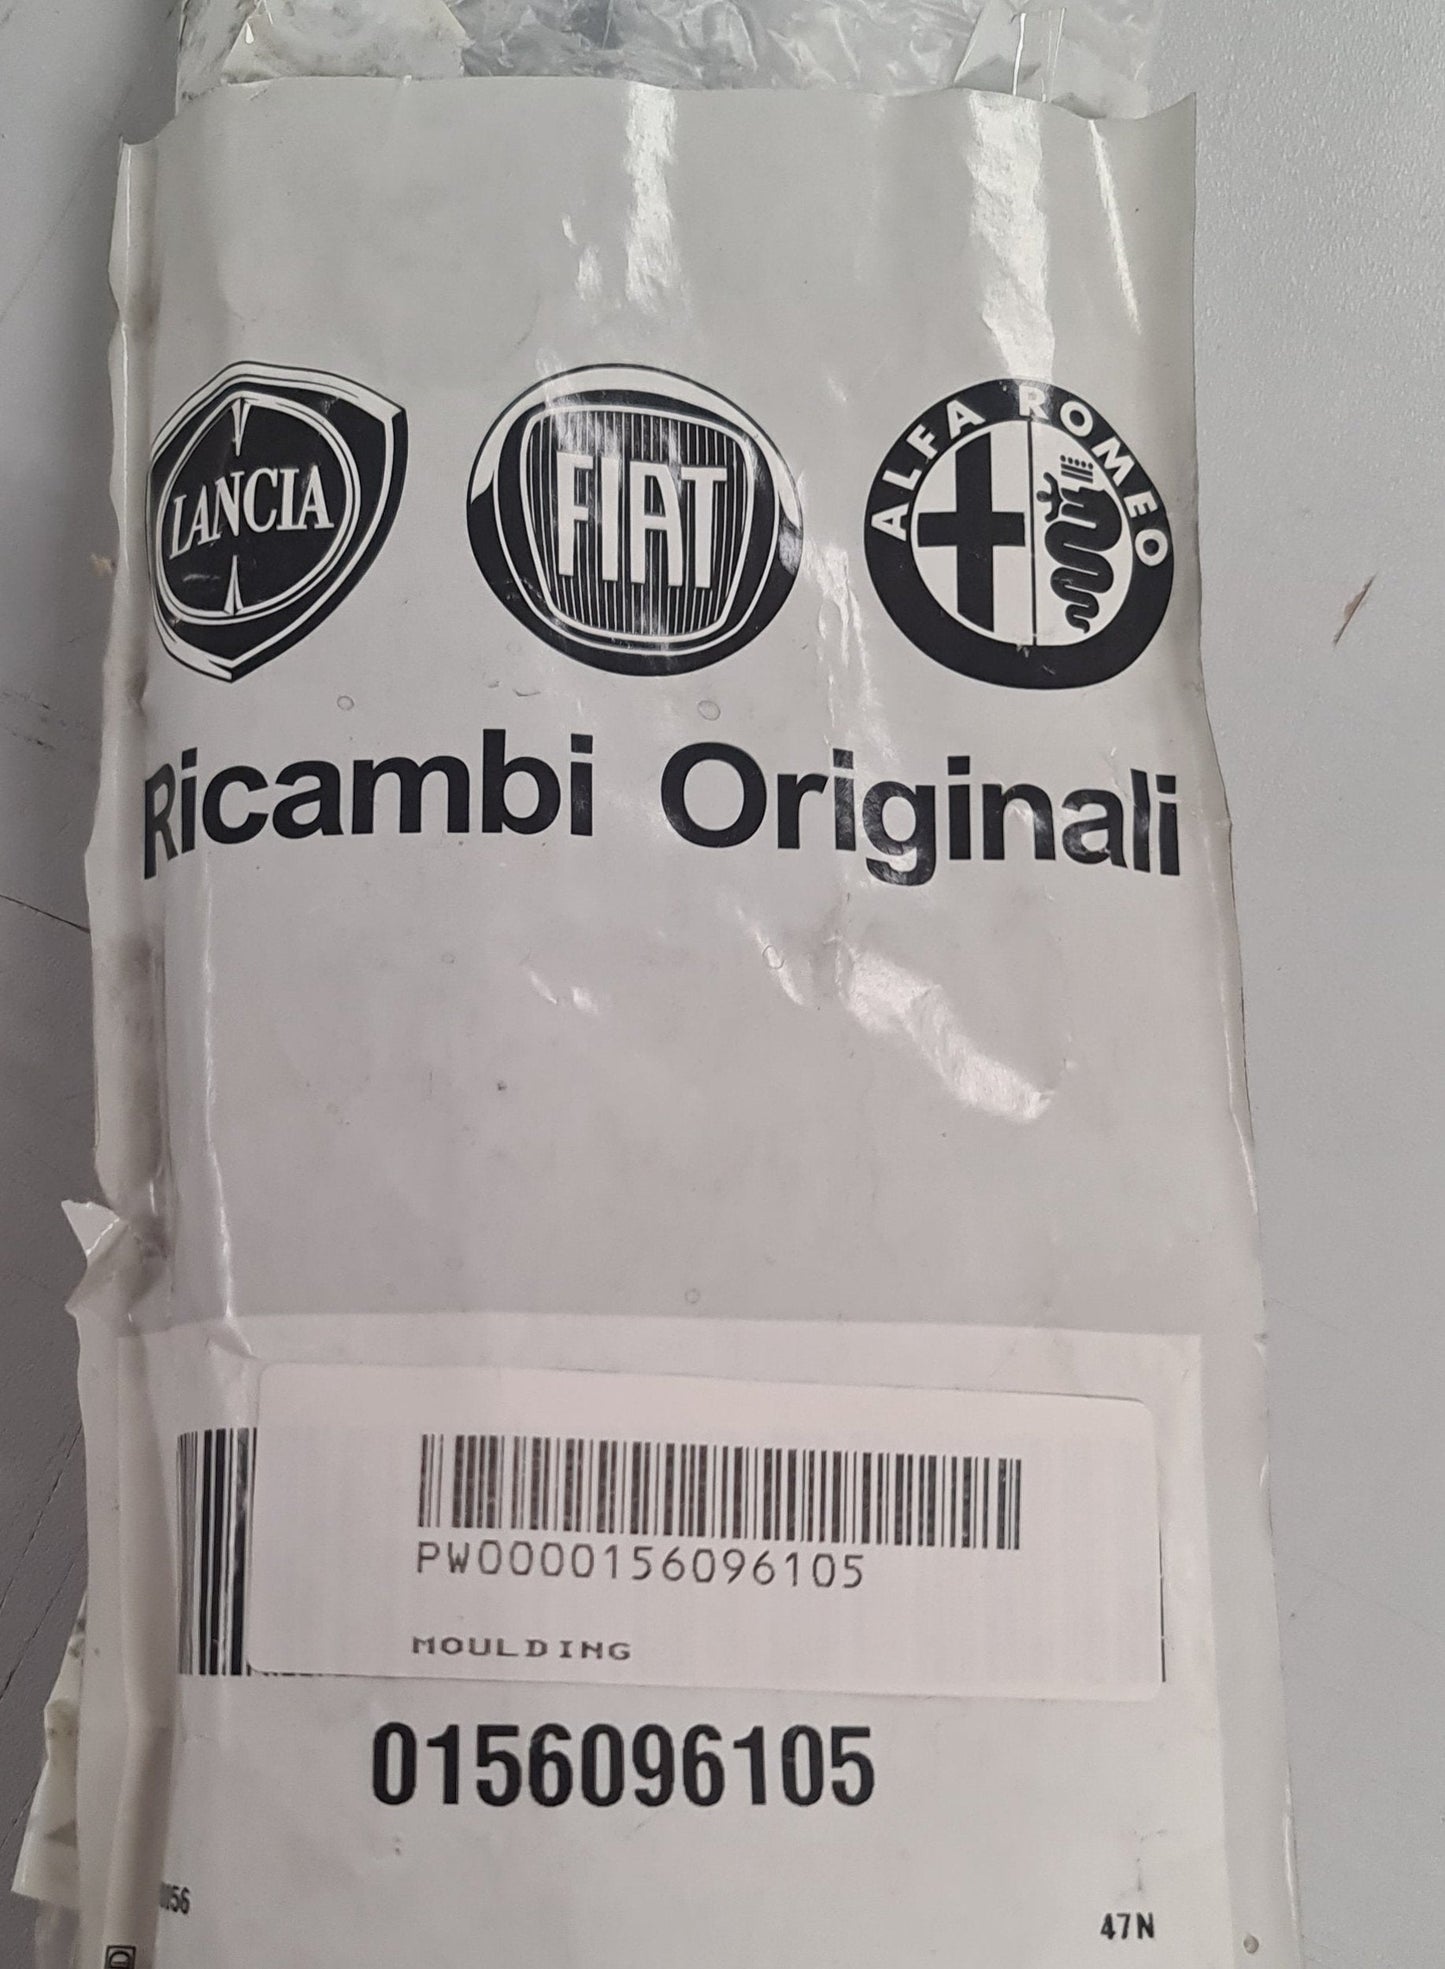 LANCIA
FIAT
ALFA ROMEO
Ricambi Originali
PW0000156096105
MOULDING
0156096105
47N